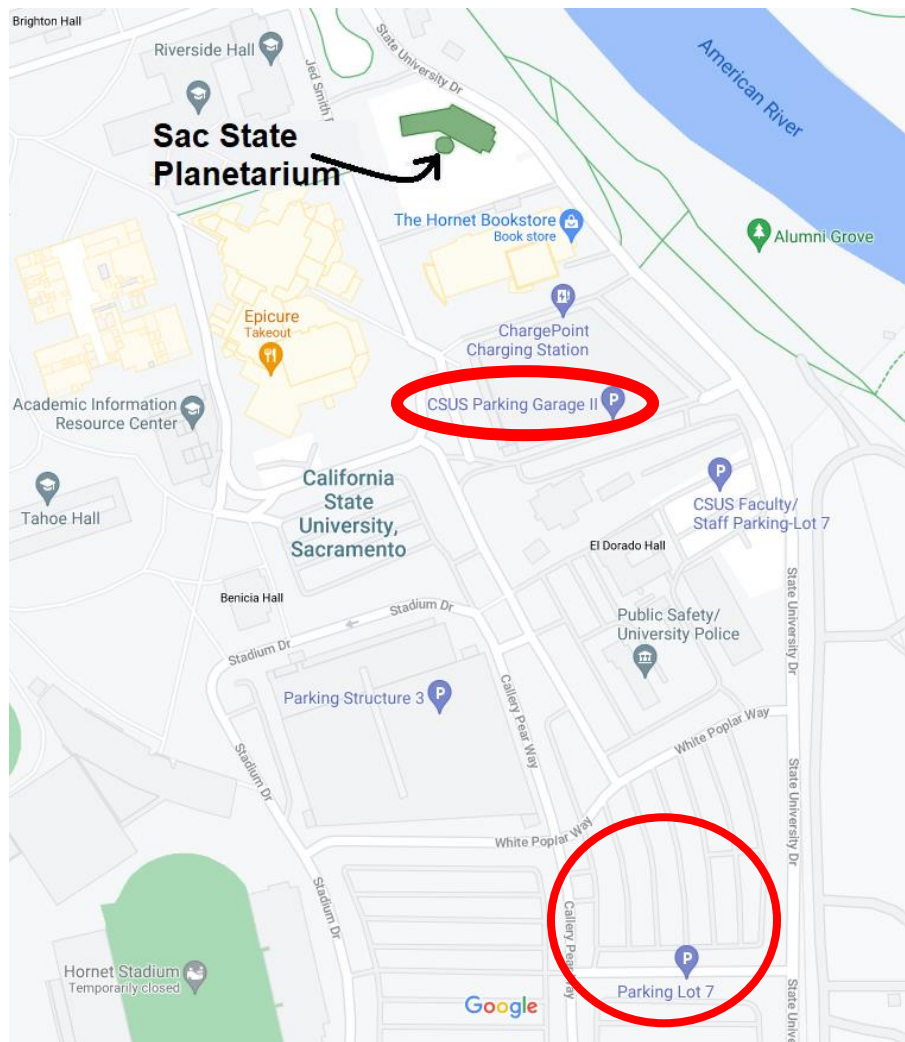 Brighton Hall
Riverside Hall
State University Dr
American River
Jed Smith
Sac State
Planetarium
The Hornet Bookstore
Book store
Alumni Grove
Epicure
Takeout
ChargePoint
Charging Station
Academic Information
Resource Center
CSUS Parking Garage II
P
California
State
University,
Sacramento
P
CSUS Faculty/
Staff Parking-Lot 7
Tahoe Hall
El Dorado Hall
Benicia Hall
Stadium Dr
State University Dr
Public Safety/
University Police
Stadium Dr
Parking Structure 3
P
Callery Pear Way
White Poplar Way
Stadium Dr
State University Dr
White Poplar Way
Stadium Dr
Callery Pear Way
Hornet Stadium
Temporarily closed
P
Parking Lot 7
Google
State Unive